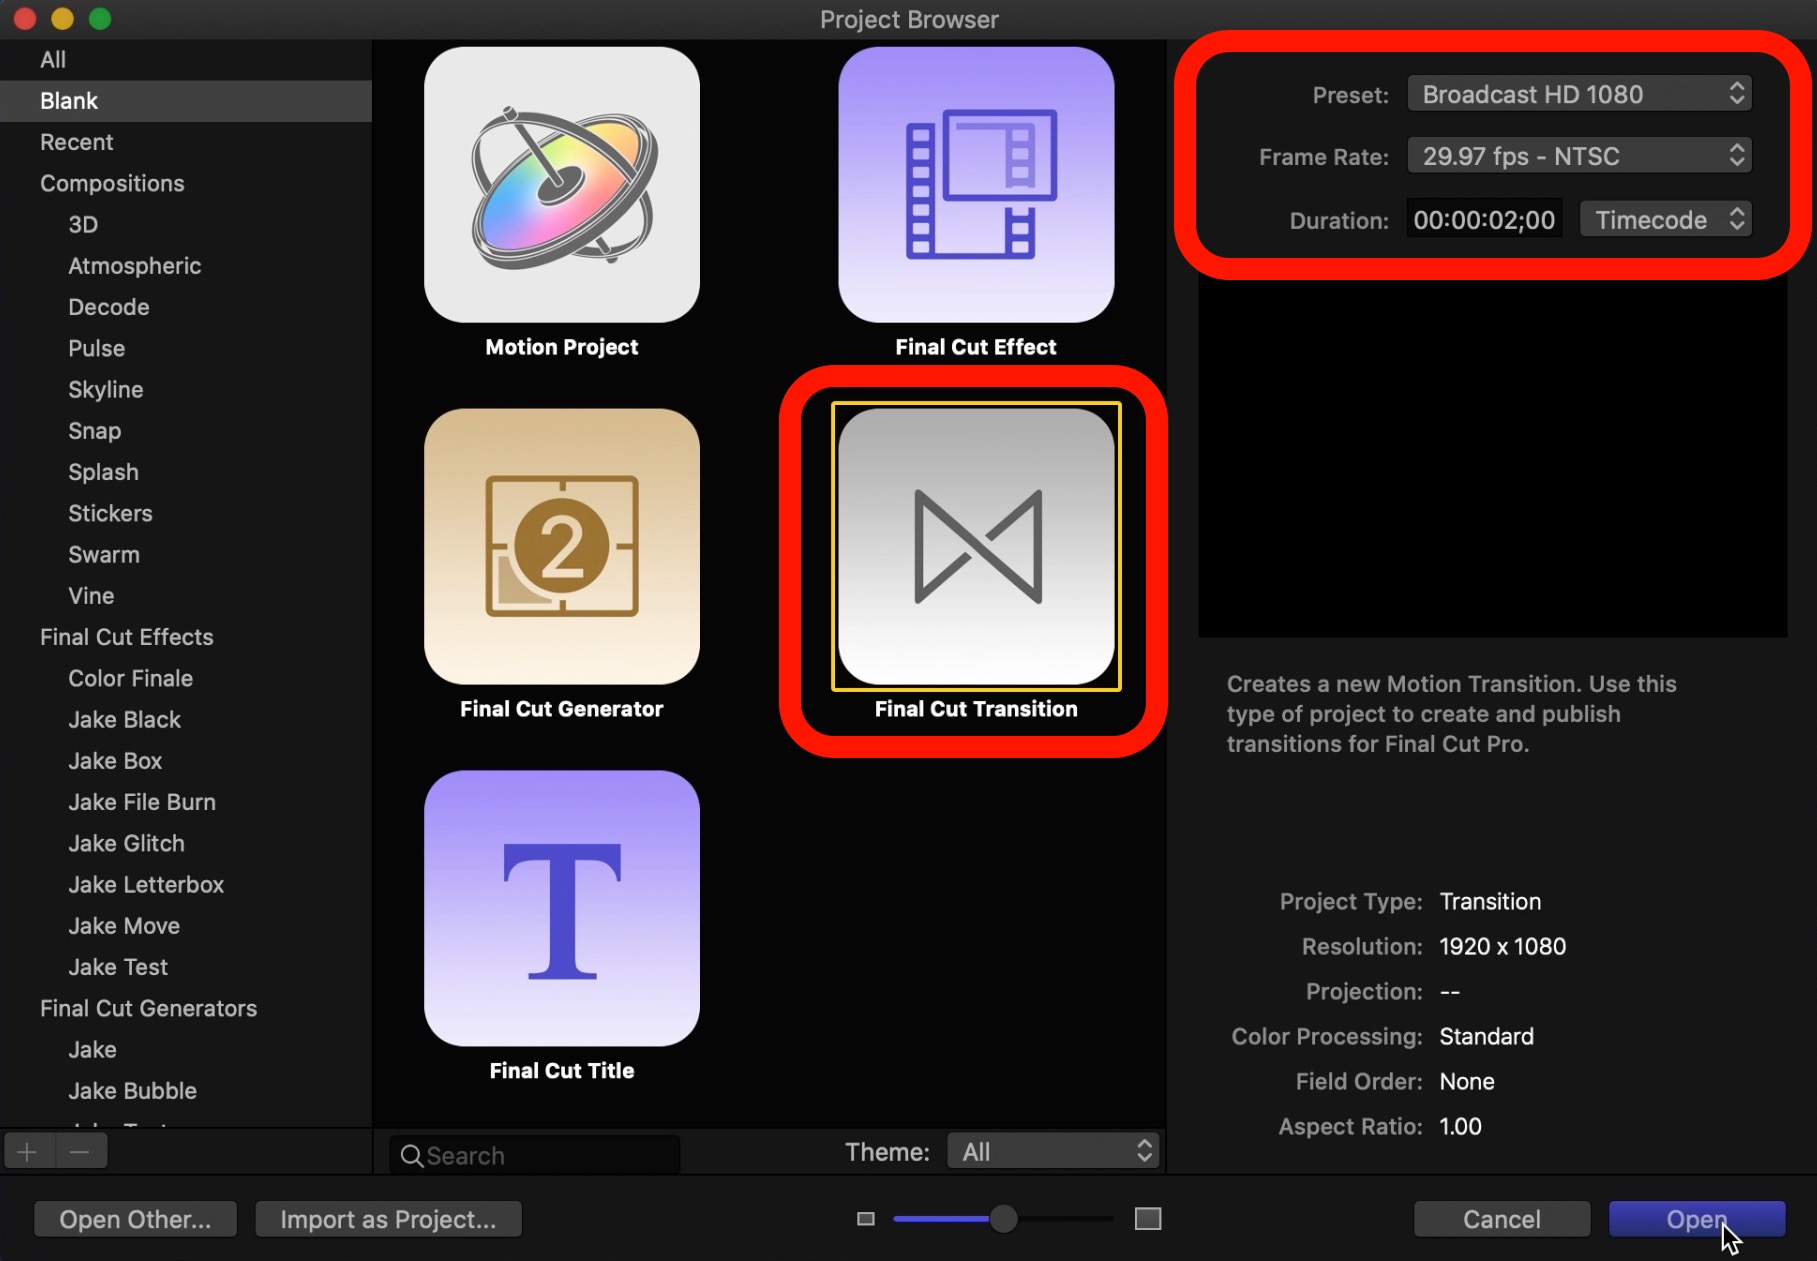 Project Browser
All
Blank
Recent
Compositions
3D
Atmospheric
Decode
Pulse
Skyline
Snap
Splash
Stickers
Swarm
Vine
Final Cut Effects
Color Finale
Jake Black
Jake Box
Jake File Burn
Jake Glitch
Jake Letterbox
Jake Move
Jake Test
Final Cut Generators
Jake
Jake Bubble
Motion Project
Final Cut Effect
2
Final Cut Generator
Final Cut Transition
T
Final Cut Title
Search
Theme: All
Preset: Broadcast HD 1080
Frame Rate: 29.97 fps - NTSC
Duration: 00:00:02;00 Timecode
Creates a new Motion Transition. Use this
type of project to create and publish
transitions for Final Cut Pro.
Project Type: Transition
Resolution: 1920 x 1080
Projection: --
Color Processing: Standard
Field Order: None
Aspect Ratio: 1.00
Open Other...
Import as Project...
Cancel
Open